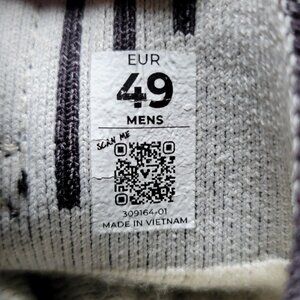 EUR
49
MENS
SCAN ME
309164-01
MADE IN VIETNAM